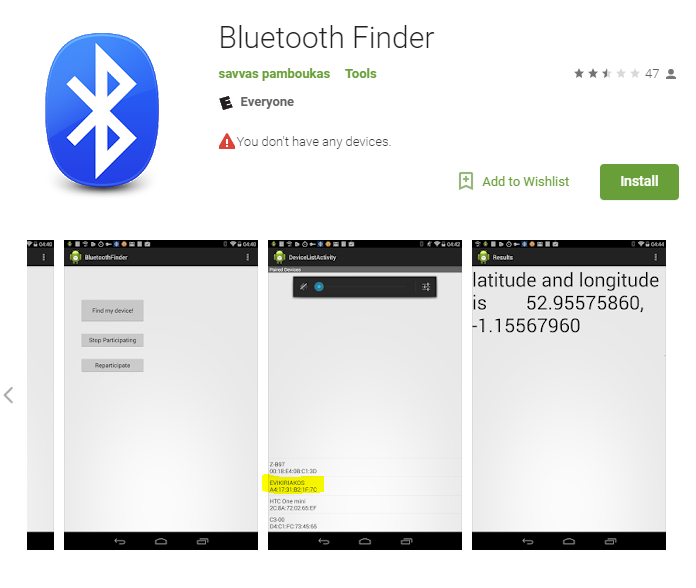 Bluetooth Finder
savvas pamboukas Tools
47
E Everyone
You don't have any devices.
Add to Wishlist
Install
04:40
04:40
BluetoothFinder
Find my device!
Stop Participating
Reparticipate
04:42
DeviceListActivity
Paired Devices
Z-B97
00:18:E4:0B:C1:3D
EVIKIRIAKOS
A4:17:31:B2:1F:7C
HTC One mini
2C:8A:72:02:65:EF
C3-00
D4:C1:FC:73:45:65
04:44
Results
latitude and longitude
is 52.95575860,
-1.15567960